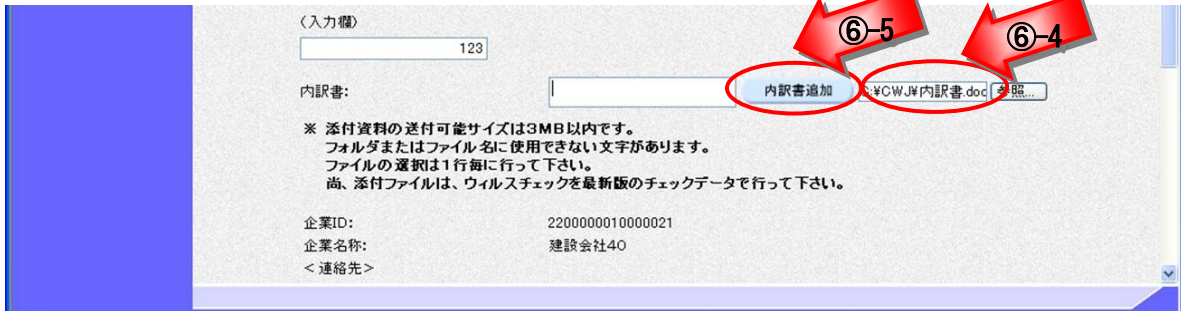 (入力欄)
⑥-5
⑥-4
123
内訳書:
内訳書追加
:¥CWJ¥内訳書.doc
参照...
※ 添付資料の送付可能サイズは3MB以内です。
フォルダまたはファイル名に使用できない文字があります。
ファイルの選択は1行毎に行って下さい。
尚、添付ファイルは、ウィルスチェックを最新版のチェックデータで行って下さい。
企業ID: 2200000010000021
企業名称: 建設会社40
<連絡先>